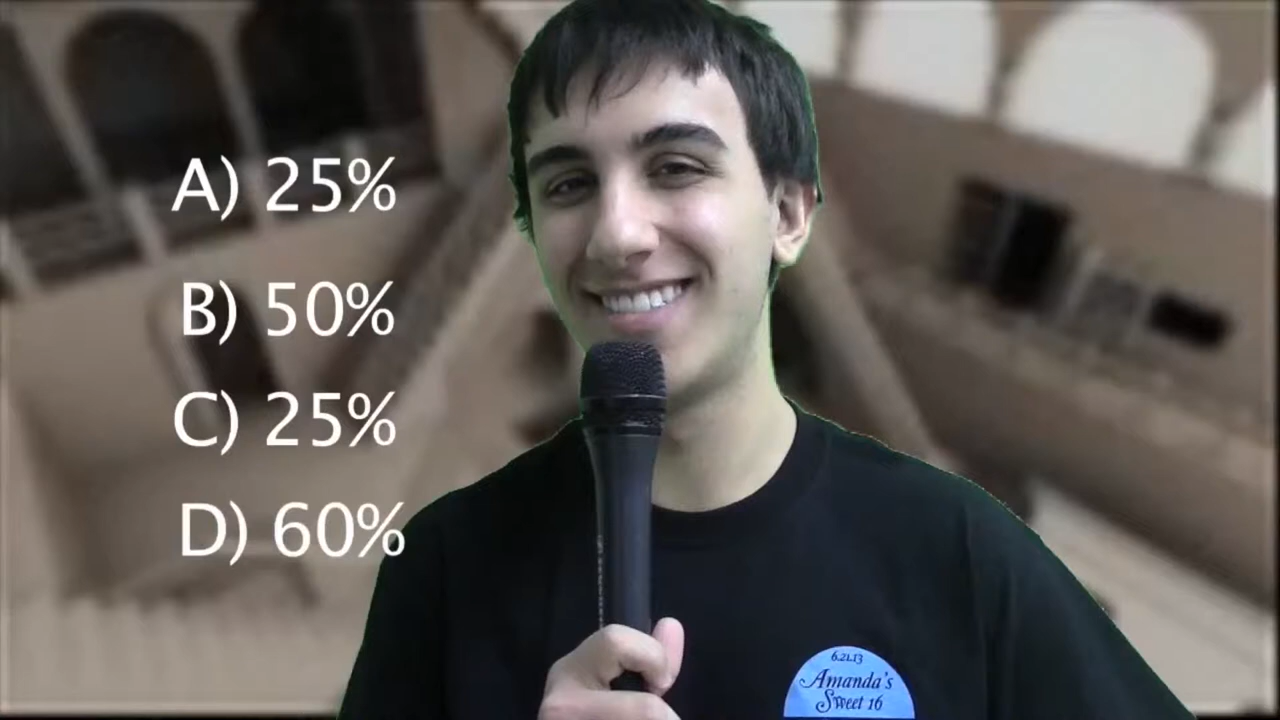 A) 25%
B) 50%
C) 25%
D) 60%
6.21.13
Amanda's
Sweet 16